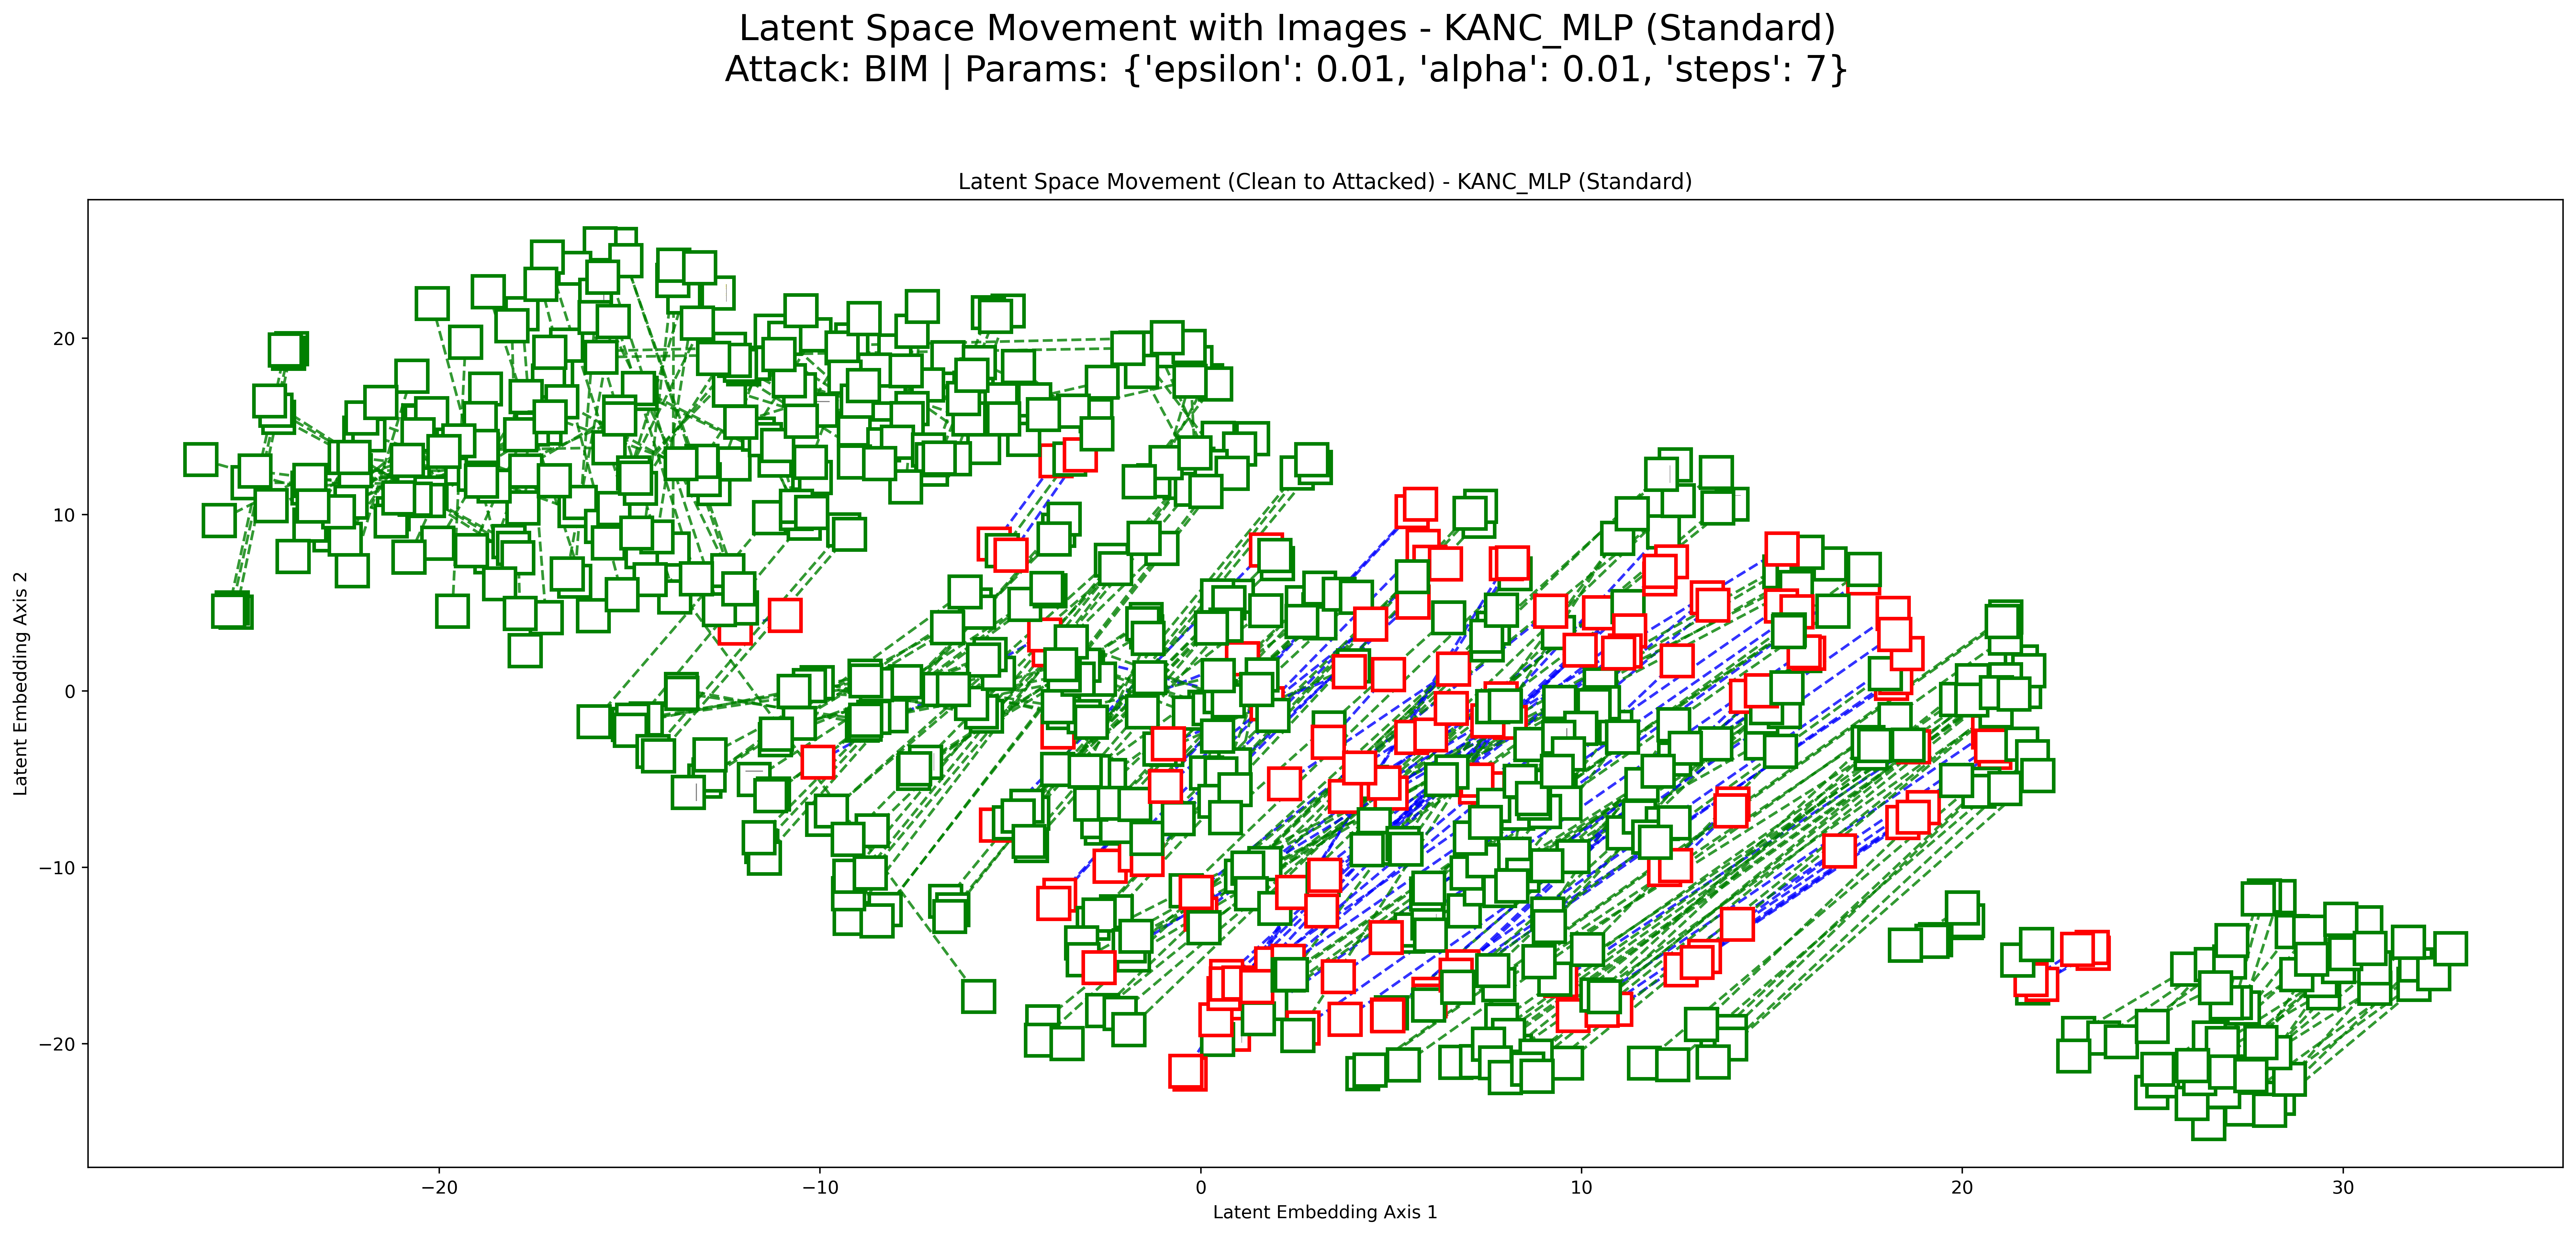 Latent Space Movement with Images - KANC_MLP (Standard)
Attack: BIM | Params: {'epsilon': 0.01, 'alpha': 0.01, 'steps': 7}
Latent Space Movement (Clean to Attacked) - KANC_MLP (Standard)
Latent Embedding Axis 2
20
10
0
−10
−20
−20
−10
0
10
20
30
Latent Embedding Axis 1